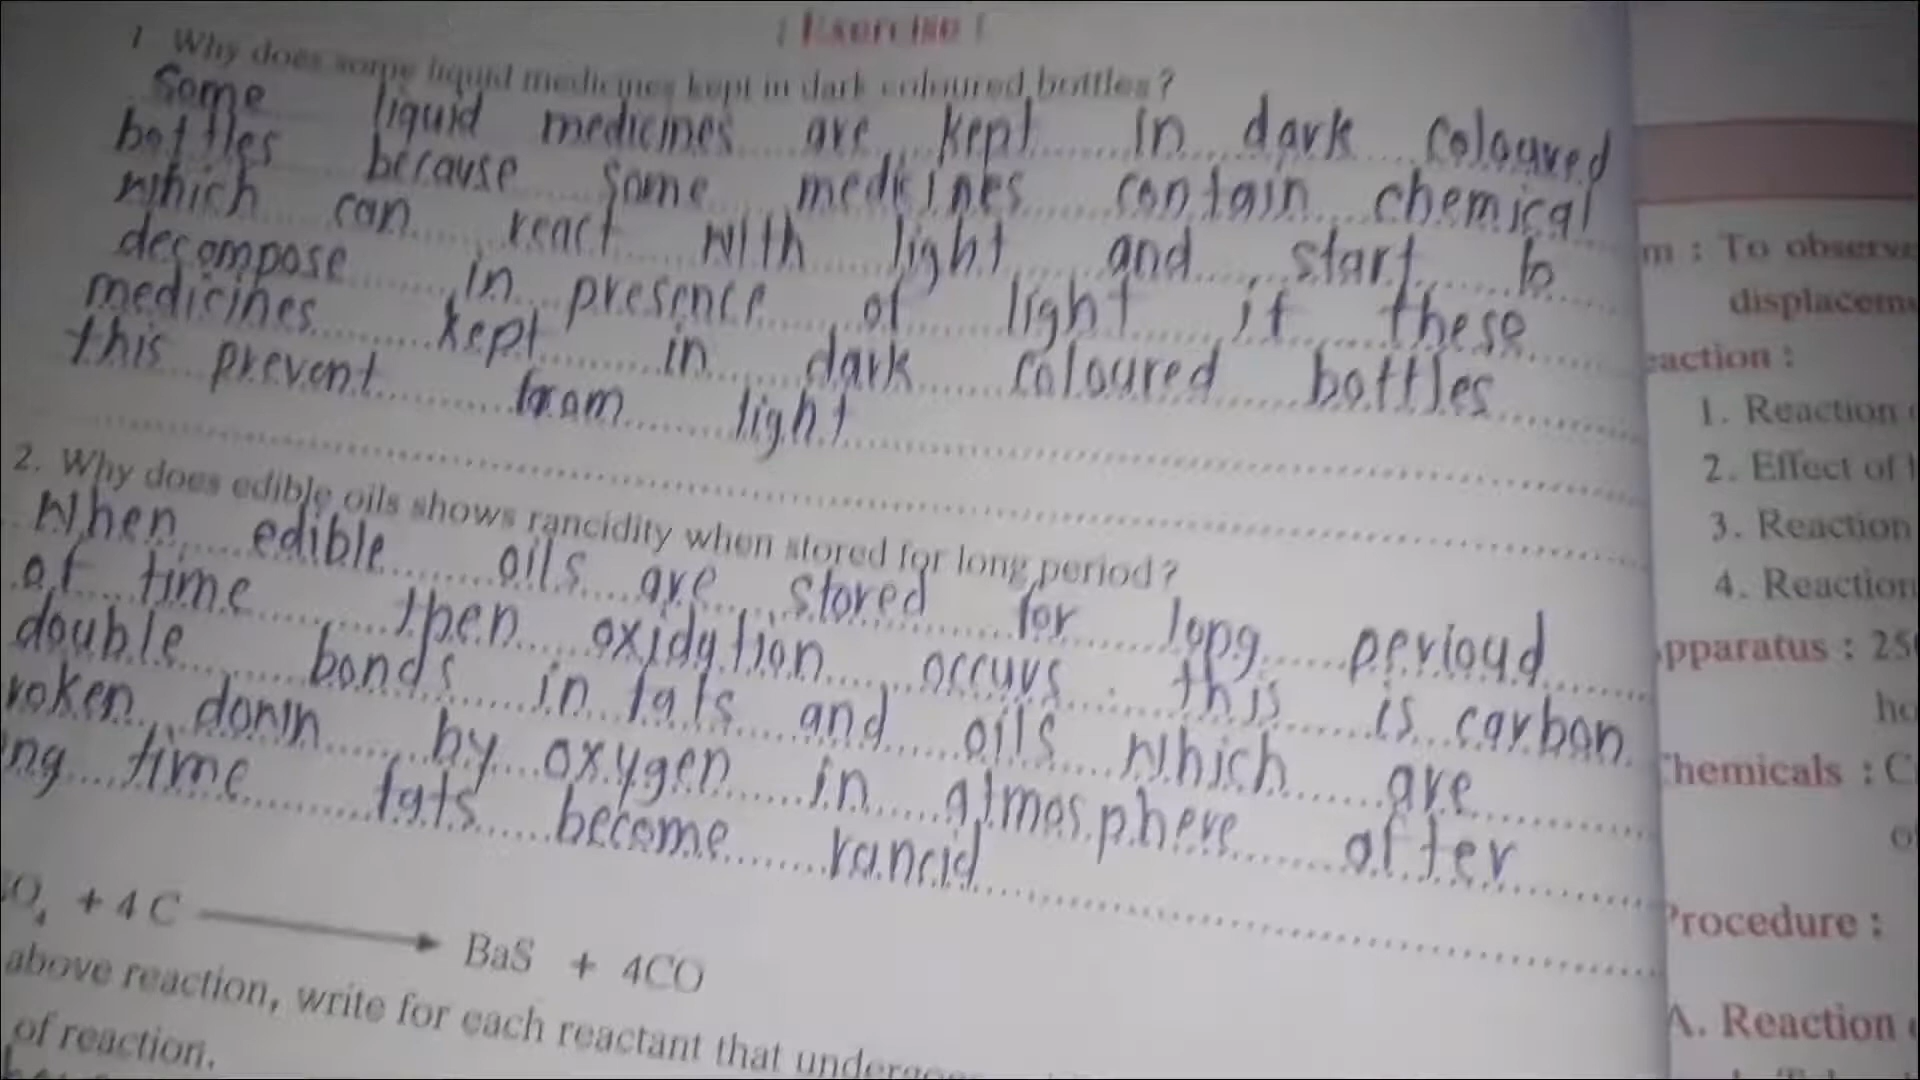 : Exercise :
1. Why does some liquid medicines kept in dark coloured bottles?
Some liquid medicines are kept in dark coloured
bottles because some medicines contain chemical
which can react with light and start to
decompose in presence of light if these
medicines kept in dark coloured bottles
this prevent from light
2. Why does edible oils shows rancidity when stored for long period?
When edible oils are stored for long perioud
of time then oxidation occurs. this is carbon
double bonds in fats and oils which are
roken down by oxygen in atmosphere after
ng time fats become rancid
O4 + 4 C → BaS + 4CO
above reaction, write for each reactant that
of reaction.
m : To observe
displaceme
eaction :
1. Reaction
2. Effect of
3. Reaction
4. Reaction
pparatus : 25
ho
hemicals : C
of
rocedure :
A. Reaction